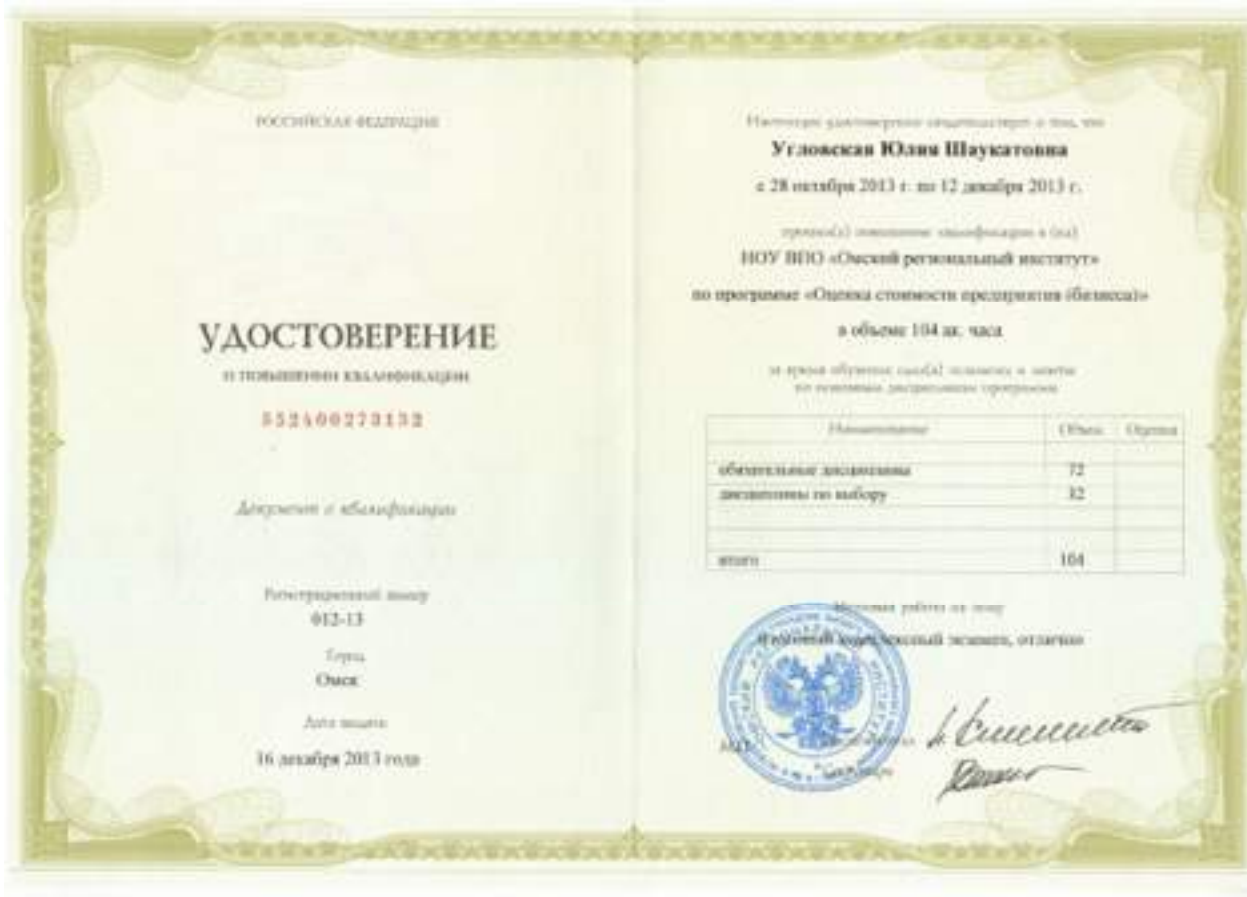 РОССИЙСКАЯ ФЕДЕРАЦИЯ
УДОСТОВЕРЕНИЕ
О ПОВЫШЕНИИ КВАЛИФИКАЦИИ
552400273132
Документ о квалификации
Регистрационный номер
012-13
Город
Омск
Дата выдачи
16 декабря 2013 года
Настоящее удостоверение свидетельствует о том, что
Угловская Юлия Шаукатовна
с 28 октября 2013 г. по 12 декабря 2013 г.
прошел(а) повышение квалификации в (на)
НОУ ВПО «Омский региональный институт»
по программе «Оценка стоимости предприятия (бизнеса)»
в объеме 104 ак. часа
за время обучения сдал(а) экзамены и зачеты
по основным дисциплинам программы
Наименование Объем Оценка
обязательные дисциплины 72
дисциплины по выбору 32
итого 104
Итоговая работа на тему
итоговый комплексный экзамен, отлично
М.П.